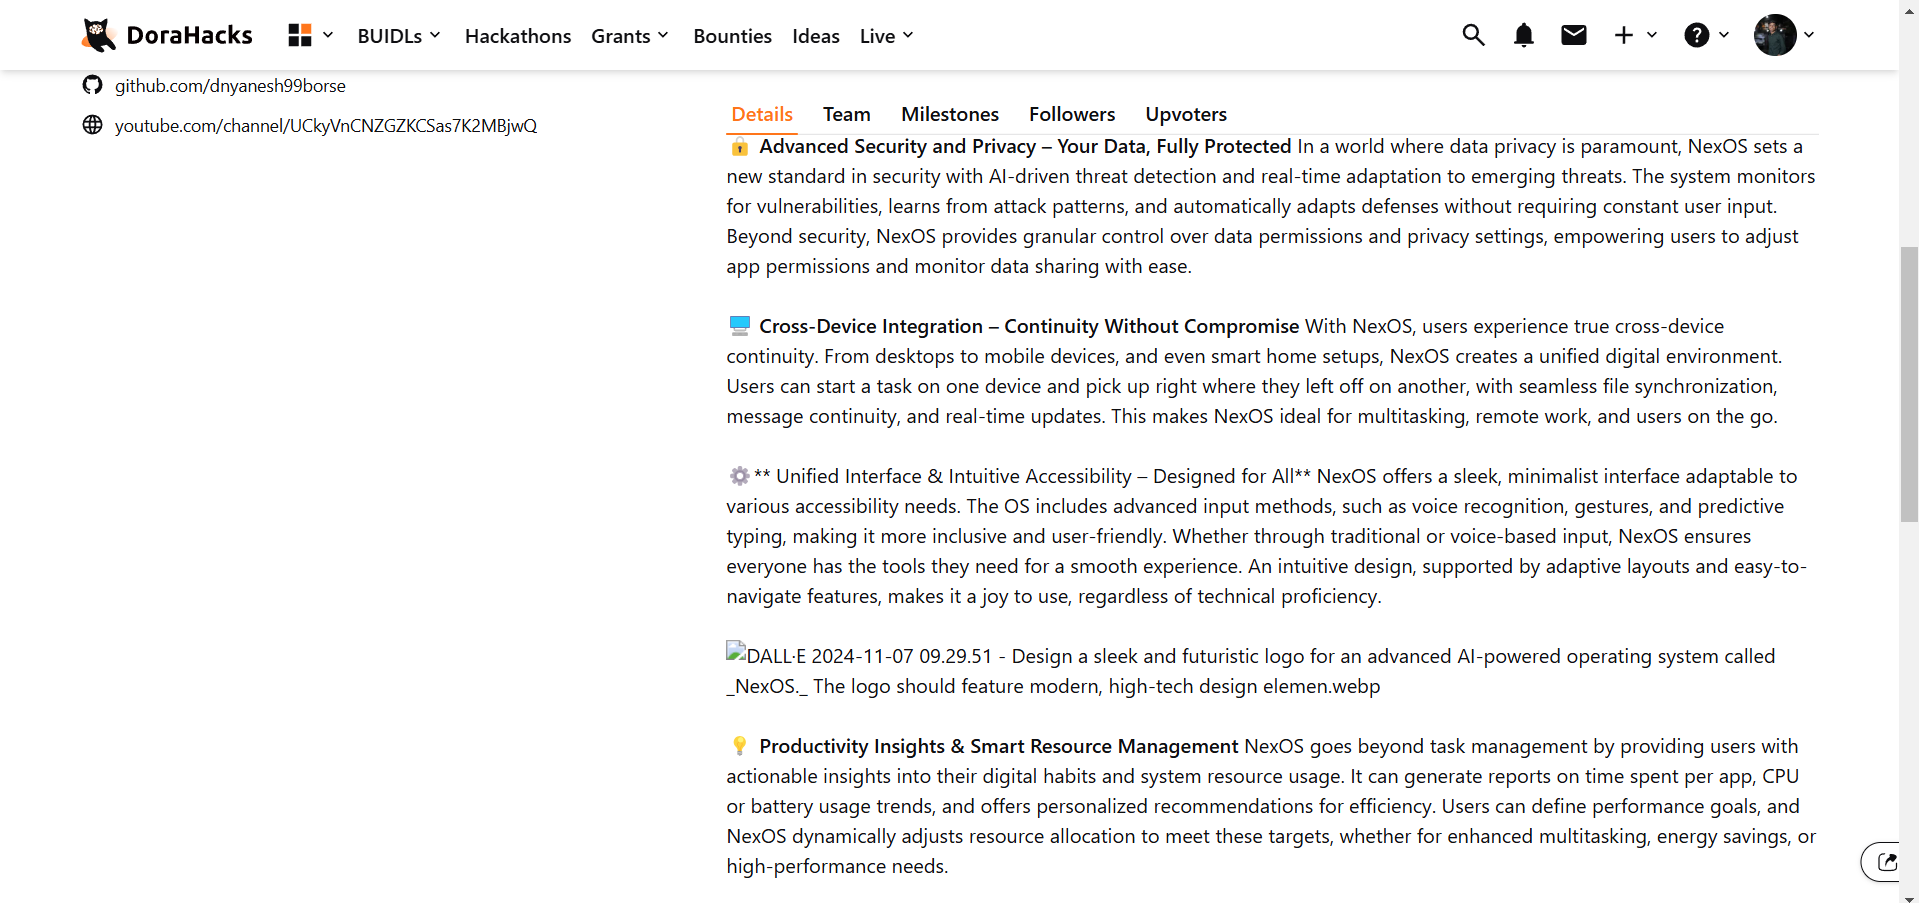 DoraHacks
BUIDLs
Hackathons
Grants
Bounties
Ideas
Live
github.com/dnyanesh99borse
youtube.com/channel/UCkyVnCNZGZKCSas7K2MBjwQ
Details
Team
Milestones
Followers
Upvoters
🔒 Advanced Security and Privacy – Your Data, Fully Protected In a world where data privacy is paramount, NexOS sets a
new standard in security with AI-driven threat detection and real-time adaptation to emerging threats. The system monitors
for vulnerabilities, learns from attack patterns, and automatically adapts defenses without requiring constant user input.
Beyond security, NexOS provides granular control over data permissions and privacy settings, empowering users to adjust
app permissions and monitor data sharing with ease.
🖥️ Cross-Device Integration – Continuity Without Compromise With NexOS, users experience true cross-device
continuity. From desktops to mobile devices, and even smart home setups, NexOS creates a unified digital environment.
Users can start a task on one device and pick up right where they left off on another, with seamless file synchronization,
message continuity, and real-time updates. This makes NexOS ideal for multitasking, remote work, and users on the go.
⚙️** Unified Interface & Intuitive Accessibility – Designed for All** NexOS offers a sleek, minimalist interface adaptable to
various accessibility needs. The OS includes advanced input methods, such as voice recognition, gestures, and predictive
typing, making it more inclusive and user-friendly. Whether through traditional or voice-based input, NexOS ensures
everyone has the tools they need for a smooth experience. An intuitive design, supported by adaptive layouts and easy-to-
navigate features, makes it a joy to use, regardless of technical proficiency.
DALL·E 2024-11-07 09.29.51 - Design a sleek and futuristic logo for an advanced AI-powered operating system called
_NexOS._ The logo should feature modern, high-tech design elemen.webp
💡 Productivity Insights & Smart Resource Management NexOS goes beyond task management by providing users with
actionable insights into their digital habits and system resource usage. It can generate reports on time spent per app, CPU
or battery usage trends, and offers personalized recommendations for efficiency. Users can define performance goals, and
NexOS dynamically adjusts resource allocation to meet these targets, whether for enhanced multitasking, energy savings, or
high-performance needs.